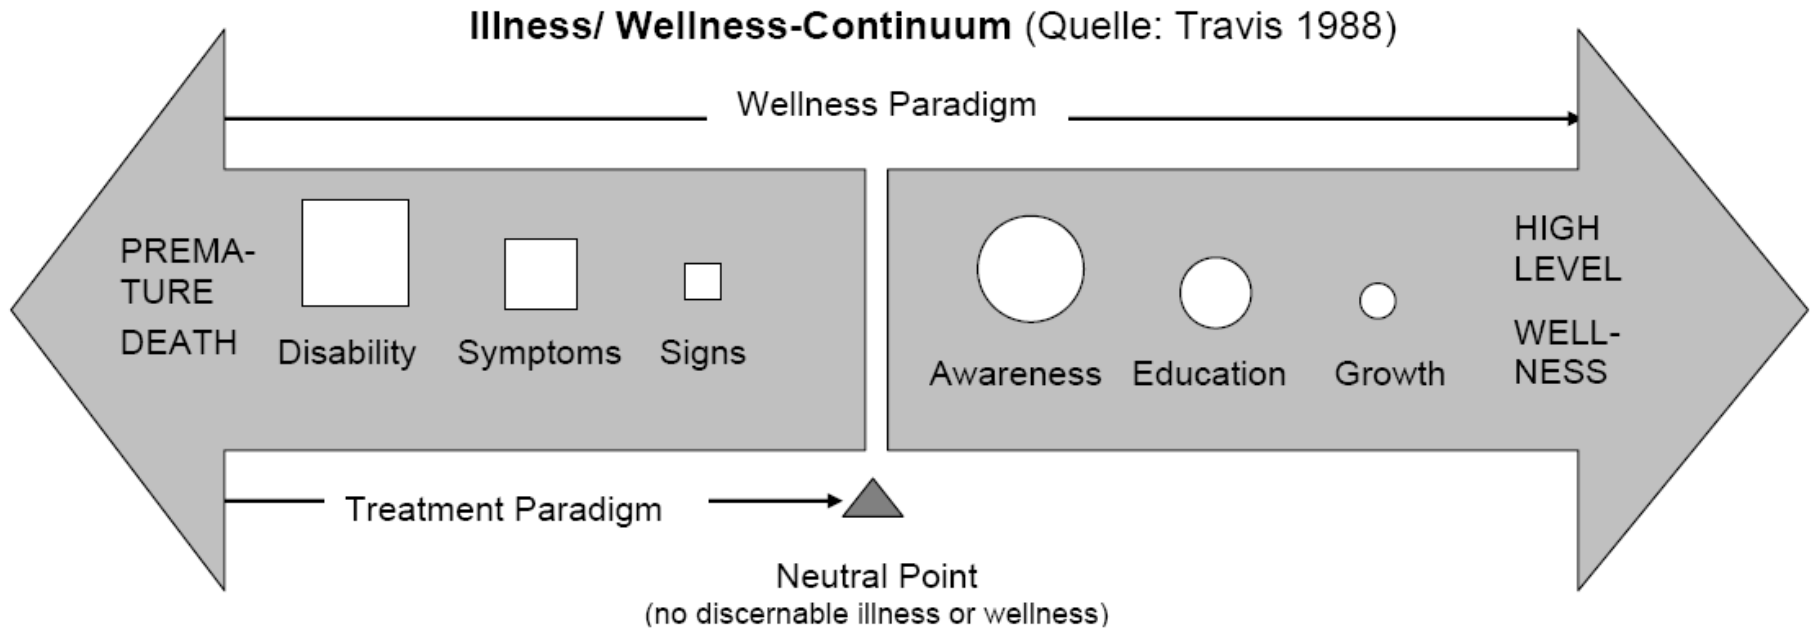 Illness/ Wellness-Continuum (Quelle: Travis 1988)
Wellness Paradigm
PREMA-
TURE
DEATH
Disability
Symptoms
Signs
Awareness
Education
Growth
HIGH
LEVEL
WELL-
NESS
Treatment Paradigm
Neutral Point
(no discernable illness or wellness)